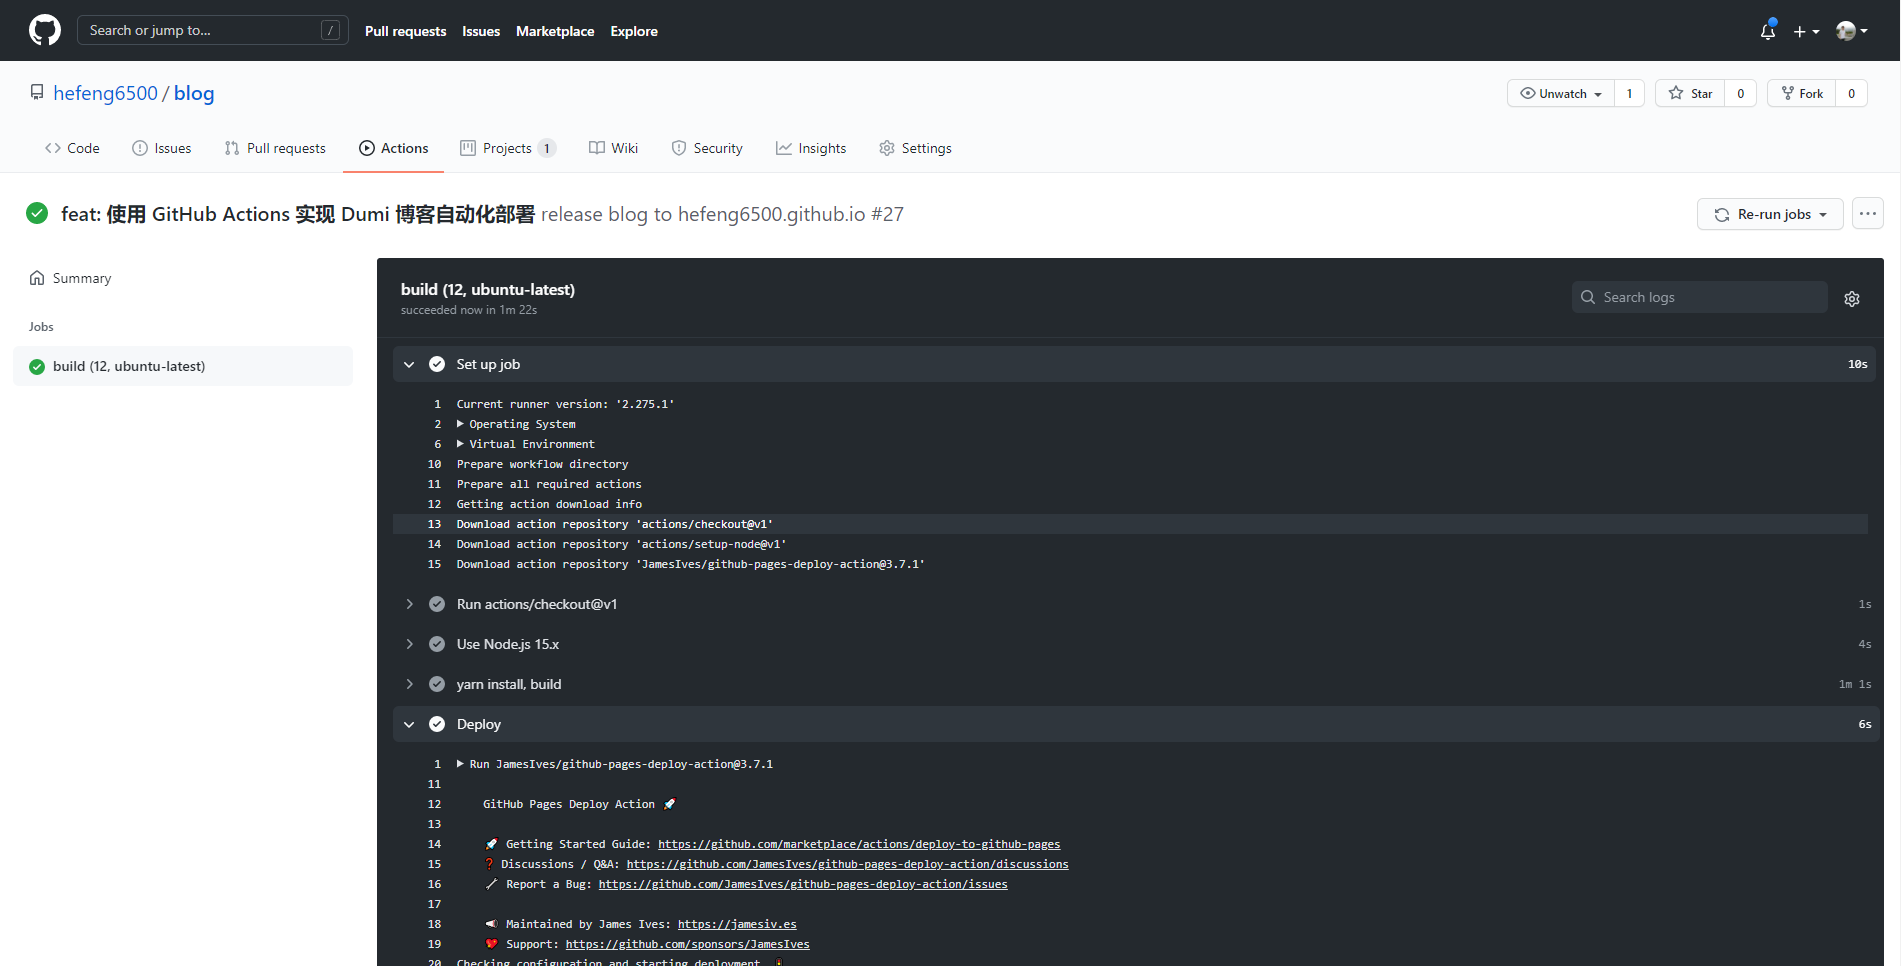 Search or jump to... /
Pull requests Issues Marketplace Explore
hefeng6500 / blog
Unwatch 1 Star 0 Fork 0
Code Issues Pull requests Actions Projects 1 Wiki Security Insights Settings
feat: 使用 GitHub Actions 实现 Dumi 博客自动化部署 release blog to hefeng6500.github.io #27
Re-run jobs ...
Summary
Jobs
build (12, ubuntu-latest)
build (12, ubuntu-latest)
succeeded now in 1m 22s
Search logs
Set up job 10s
1 Current runner version: '2.275.1'
2 Operating System
6 Virtual Environment
10 Prepare workflow directory
11 Prepare all required actions
12 Getting action download info
13 Download action repository 'actions/checkout@v1'
14 Download action repository 'actions/setup-node@v1'
15 Download action repository 'JamesIves/github-pages-deploy-action@3.7.1'
Run actions/checkout@v1 1s
Use Node.js 15.x 4s
yarn install, build 1m 1s
Deploy 6s
1 Run JamesIves/github-pages-deploy-action@3.7.1
11
12 GitHub Pages Deploy Action 🚀
13
14 🚀 Getting Started Guide: https://github.com/marketplace/actions/deploy-to-github-pages
15 ❓ Discussions / Q&A: https://github.com/JamesIves/github-pages-deploy-action/discussions
16 🔧 Report a Bug: https://github.com/JamesIves/github-pages-deploy-action/issues
17
18 📣 Maintained by James Ives: https://jamesiv.es
19 💖 Support: https://github.com/sponsors/JamesIves
20 Checking configuration and starting deployment 🚦